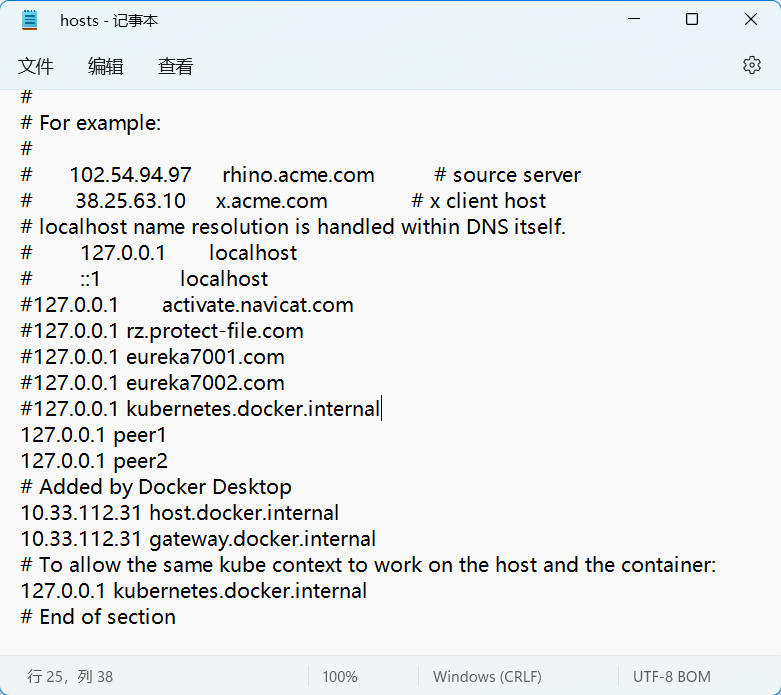 hosts - 记事本
文件 编辑 查看
#
# For example:
#
# 102.54.94.97 rhino.acme.com # source server
# 38.25.63.10 x.acme.com # x client host
# localhost name resolution is handled within DNS itself.
# 127.0.0.1 localhost
# ::1 localhost
#127.0.0.1 activate.navicat.com
#127.0.0.1 rz.protect-file.com
#127.0.0.1 eureka7001.com
#127.0.0.1 eureka7002.com
#127.0.0.1 kubernetes.docker.internal
127.0.0.1 peer1
127.0.0.1 peer2
# Added by Docker Desktop
10.33.112.31 host.docker.internal
10.33.112.31 gateway.docker.internal
# To allow the same kube context to work on the host and the container:
127.0.0.1 kubernetes.docker.internal
# End of section
行 25，列 38 100% Windows (CRLF) UTF-8 BOM